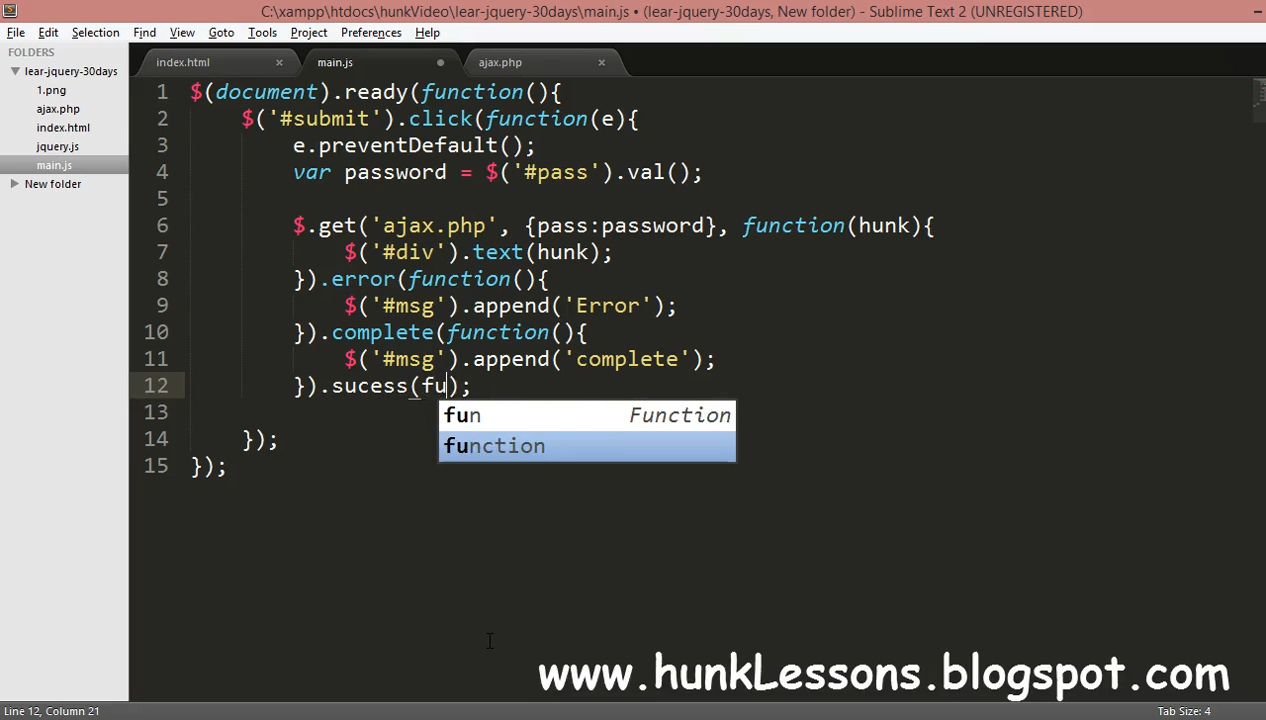 C:\xampp\htdocs\hunkVideo\lear-jquery-30days\main.js • (lear-jquery-30days, New folder) - Sublime Text 2 (UNREGISTERED)
File Edit Selection Find View Goto Tools Project Preferences Help
FOLDERS
lear-jquery-30days
1.png
ajax.php
index.html
jquery.js
main.js
New folder
index.html × main.js ajax.php ×
1 $(document).ready(function(){
2 $('#submit').click(function(e){
3 e.preventDefault();
4 var password = $('#pass').val();
5
6 $.get('ajax.php', {pass:password}, function(hunk){
7 $('#div').text(hunk);
8 }).error(function(){
9 $('#msg').append('Error');
10 }).complete(function(){
11 $('#msg').append('complete');
12 }).sucess(fu);
fun Function
function
13
14 });
15 });
www.hunkLessons.blogspot.com
Line 12, Column 21
Tab Size: 4